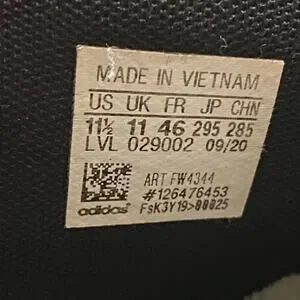 MADE IN VIETNAM
US UK FR JP CHN
11½ 11 46 295 285
LVL 029002 09/20
ART FW4344
#126476453
adidas FsK3Y19>00025